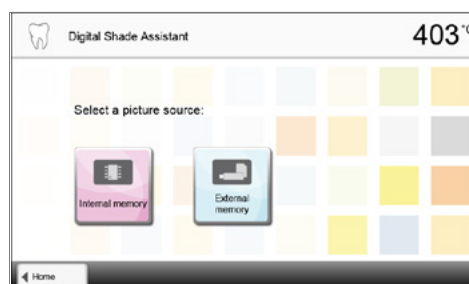 Digital Shade Assistant
403 °C
Select a picture source:
Internal memory
External
memory
Home